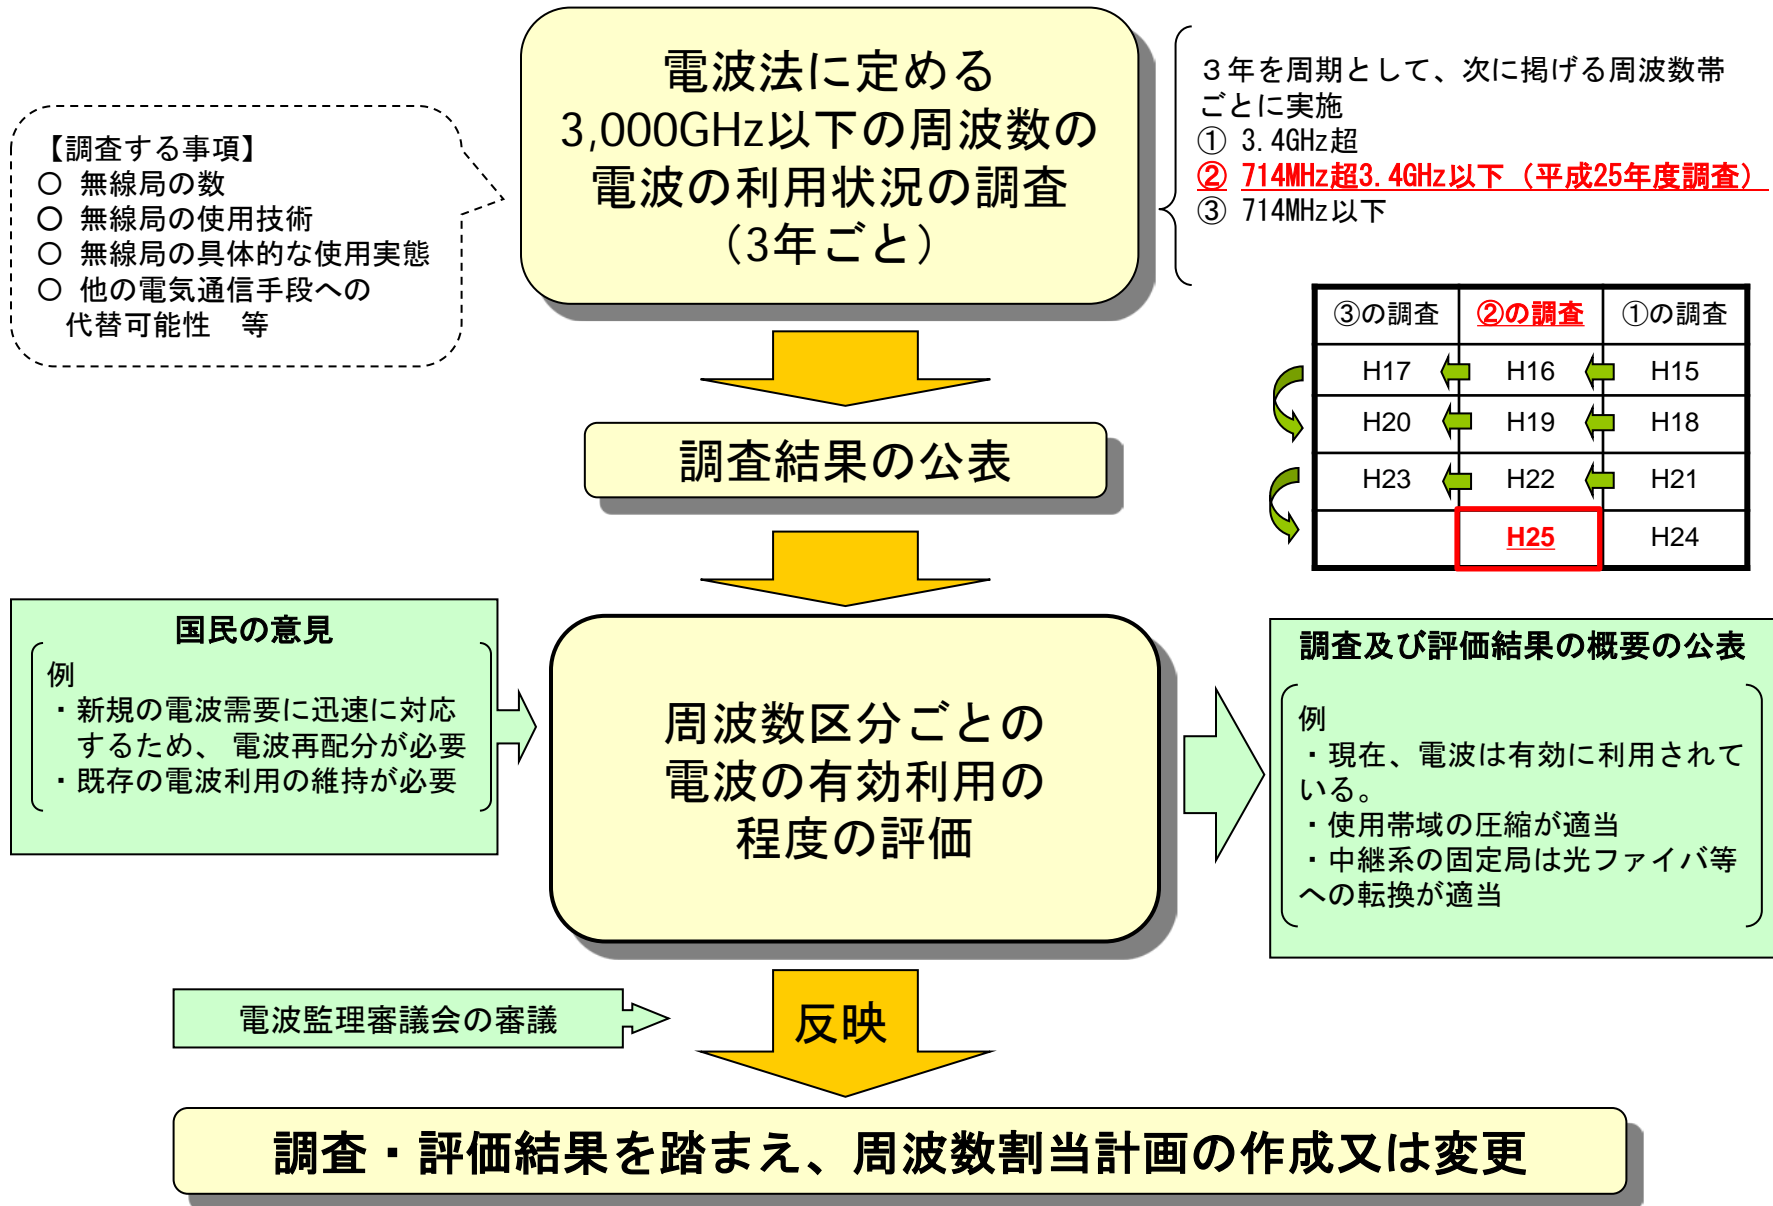 電波法に定める
3,000GHz以下の周波数の
電波の利用状況の調査
（3年ごと）
【調査する事項】
○ 無線局の数
○ 無線局の使用技術
○ 無線局の具体的な使用実態
○ 他の電気通信手段への
代替可能性　等
３年を周期として、次に掲げる周波数帯
ごとに実施
① 3.4GHz超
② 714MHz超3.4GHz以下（平成25年度調査）
③ 714MHz以下
③の調査 ②の調査 ①の調査
H17 H16 H15
H20 H19 H18
H23 H22 H21
H25 H24
調査結果の公表
国民の意見
例
・新規の電波需要に迅速に対応
するため、 電波再配分が必要
・既存の電波利用の維持が必要
周波数区分ごとの
電波の有効利用の
程度の評価
調査及び評価結果の概要の公表
例
・現在、電波は有効に利用されて
いる。
・使用帯域の圧縮が適当
・中継系の固定局は光ファイバ等
への転換が適当
電波監理審議会の審議
反映
調査・評価結果を踏まえ、周波数割当計画の作成又は変更